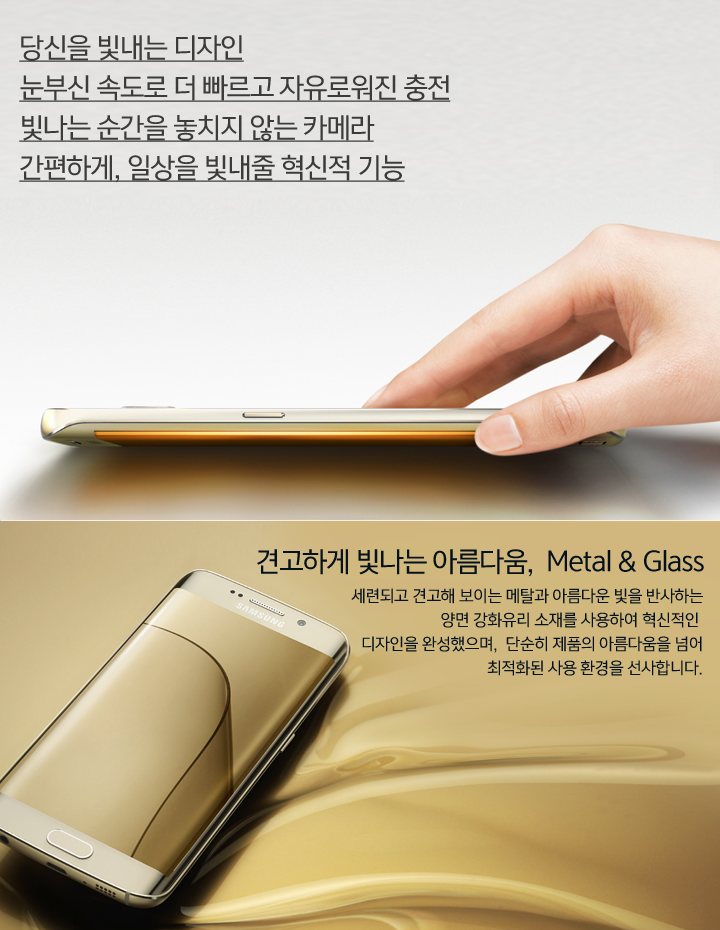 당신을 빛내는 디자인
눈부신 속도로 더 빠르고 자유로워진 충전
빛나는 순간을 놓치지 않는 카메라
간편하게, 일상을 빛내줄 혁신적 기능
견고하게 빛나는 아름다움, Metal & Glass
세련되고 견고해 보이는 메탈과 아름다운 빛을 반사하는
양면 강화유리 소재를 사용하여 혁신적인
디자인을 완성했으며, 단순히 제품의 아름다움을 넘어
최적화된 사용 환경을 선사합니다.
SAMSUNG